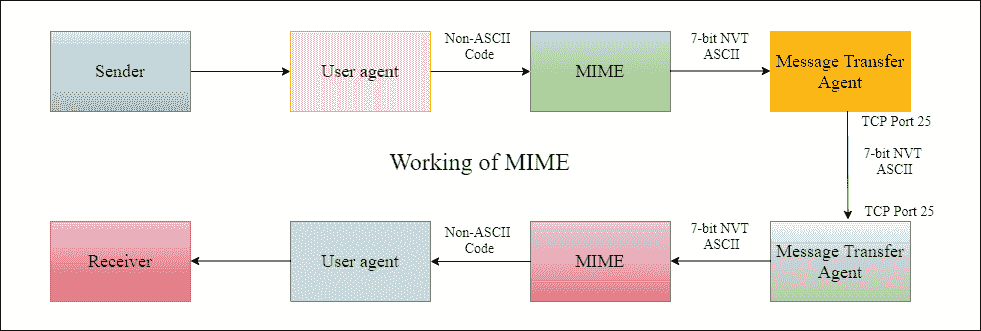 Sender
User agent
Non-ASCII
Code
MIME
7-bit NVT
ASCII
Message Transfer
Agent
TCP Port 25
7-bit NVT
ASCII
Working of MIME
TCP Port 25
Receiver
User agent
Non-ASCII
Code
MIME
7-bit NVT
ASCII
Message Transfer
Agent